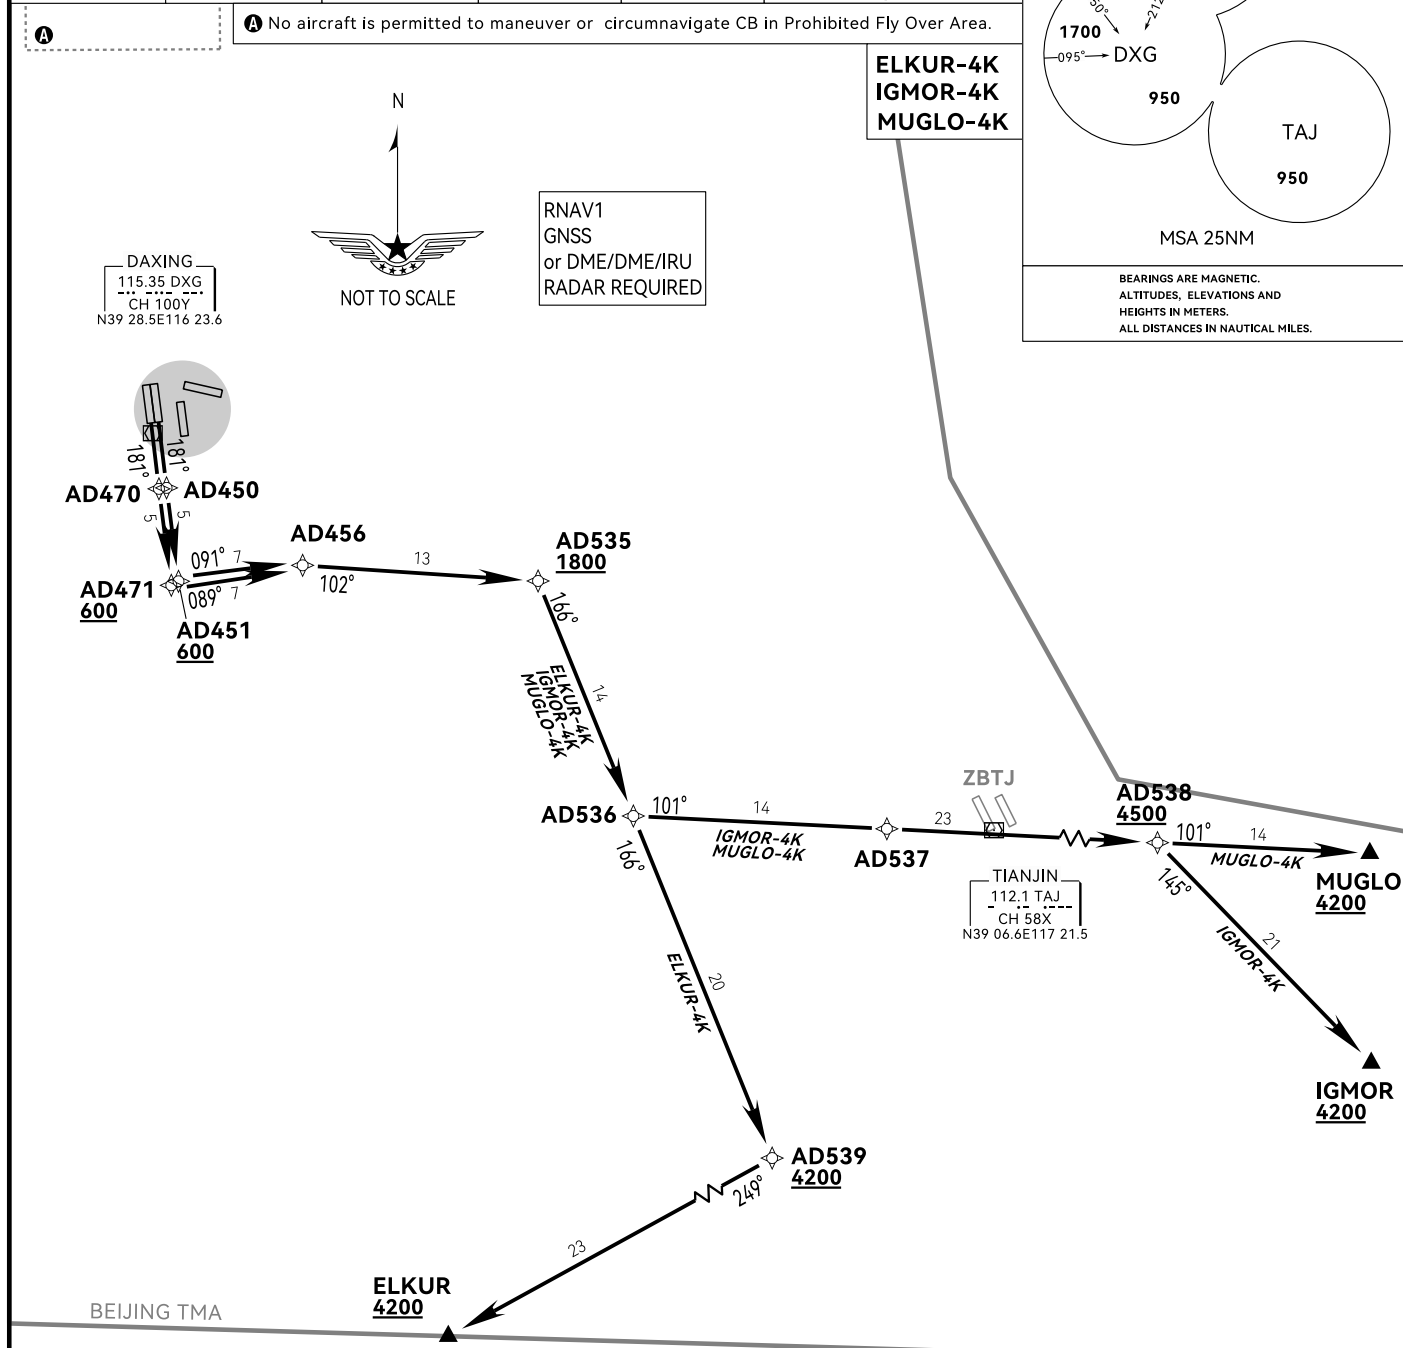 A
A No aircraft is permitted to maneuver or circumnavigate CB in Prohibited Fly Over Area.
ELKUR-4K
IGMOR-4K
MUGLO-4K
1700
095°
DXG
950
TAJ
950
MSA 25NM
BEARINGS ARE MAGNETIC.
ALTITUDES, ELEVATIONS AND
HEIGHTS IN METERS.
ALL DISTANCES IN NAUTICAL MILES.
N
NOT TO SCALE
RNAV1
GNSS
or DME/DME/IRU
RADAR REQUIRED
DAXING
115.35 DXG
CH 100Y
N39 28.5E116 23.6
181°
181°
AD470
AD450
5
5
AD471
600
091° 7
089° 7
AD451
600
AD456
102°
13
AD535
1800
166°
14
ELKUR-4K
IGMOR-4K
MUGLO-4K
AD536
101°
14
IGMOR-4K
MUGLO-4K
AD537
23
ZBTJ
TIANJIN
112.1 TAJ
CH 58X
N39 06.6E117 21.5
AD538
4500
101°
14
MUGLO-4K
MUGLO
4200
145°
21
IGMOR-4K
IGMOR
4200
166°
20
ELKUR-4K
AD539
4200
249°
23
ELKUR
4200
BEIJING TMA